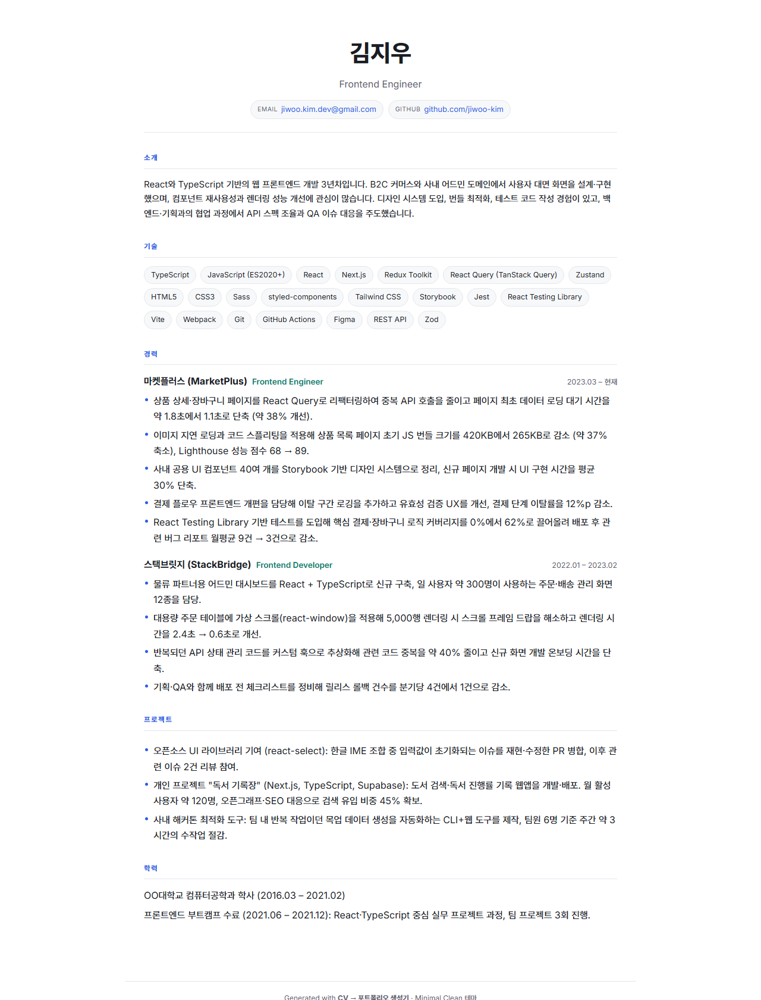 김지우
Frontend Engineer
EMAIL jiwoo.kim.dev@gmail.com GITHUB github.com/jiwoo-kim
소개
React와 TypeScript 기반의 웹 프론트엔드 개발 3년차입니다. B2C 커머스와 사내 어드민 도메인에서 사용자 대면 화면을 설계·구현
했으며, 컴포넌트 재사용성과 렌더링 성능 개선에 관심이 많습니다. 디자인 시스템 도입, 번들 최적화, 테스트 코드 작성 경험이 있고, 백
엔드·기획과의 협업 과정에서 API 스펙 조율과 QA 이슈 대응을 주도했습니다.
기술
TypeScript JavaScript (ES2020+) React Next.js Redux Toolkit React Query (TanStack Query) Zustand
HTML5 CSS3 Sass styled-components Tailwind CSS Storybook Jest React Testing Library
Vite Webpack Git GitHub Actions Figma REST API Zod
경력
마켓플러스 (MarketPlus) Frontend Engineer 2023.03 – 현재
• 상품 상세·장바구니 페이지를 React Query로 리팩터링하여 중복 API 호출을 줄이고 페이지 최초 데이터 로딩 대기 시간을
약 1.8초에서 1.1초로 단축 (약 38% 개선).
• 이미지 지연 로딩과 코드 스플리팅을 적용해 상품 목록 페이지 초기 JS 번들 크기를 420KB에서 265KB로 감소 (약 37%
축소), Lighthouse 성능 점수 68 → 89.
• 사내 공용 UI 컴포넌트 40여 개를 Storybook 기반 디자인 시스템으로 정리, 신규 페이지 개발 시 UI 구현 시간을 평균
30% 단축.
• 결제 플로우 프론트엔드 개편을 담당해 이탈 구간 로깅을 추가하고 유효성 검증 UX를 개선, 결제 단계 이탈률을 12%p 감소.
• React Testing Library 기반 테스트를 도입해 핵심 결제·장바구니 로직 커버리지를 0%에서 62%로 끌어올려 배포 후 관
련 버그 리포트 월평균 9건 → 3건으로 감소.
스택브릿지 (StackBridge) Frontend Developer 2022.01 – 2023.02
• 물류 파트너용 어드민 대시보드를 React + TypeScript로 신규 구축, 일 사용자 약 300명이 사용하는 주문·배송 관리 화면
12종을 담당.
• 대용량 주문 테이블에 가상 스크롤(react-window)을 적용해 5,000행 렌더링 시 스크롤 프레임 드랍을 해소하고 렌더링 시
간을 2.4초 → 0.6초로 개선.
• 반복되던 API 상태 관리 코드를 커스텀 훅으로 추상화해 관련 코드 중복을 약 40% 줄이고 신규 화면 개발 온보딩 시간을 단
축.
• 기획·QA와 함께 배포 전 체크리스트를 정비해 릴리스 롤백 건수를 분기당 4건에서 1건으로 감소.
프로젝트
• 오픈소스 UI 라이브러리 기여 (react-select): 한글 IME 조합 중 입력값이 초기화되는 이슈를 재현·수정한 PR 병합, 이후 관
련 이슈 2건 리뷰 참여.
• 개인 프로젝트 "독서 기록장" (Next.js, TypeScript, Supabase): 도서 검색·독서 진행률 기록 웹앱을 개발·배포. 월 활성
사용자 약 120명, 오픈그래프·SEO 대응으로 검색 유입 비중 45% 확보.
• 사내 해커톤 최적화 도구: 팀 내 반복 작업이던 목업 데이터 생성을 자동화하는 CLI+웹 도구를 제작, 팀원 6명 기준 주간 약 3
시간의 수작업 절감.
학력
OO대학교 컴퓨터공학과 학사 (2016.03 – 2021.02)
프론트엔드 부트캠프 수료 (2021.06 – 2021.12): React·TypeScript 중심 실무 프로젝트 과정, 팀 프로젝트 3회 진행.
Generated with CV → 포트폴리오 생성기 · Minimal Clean 테마